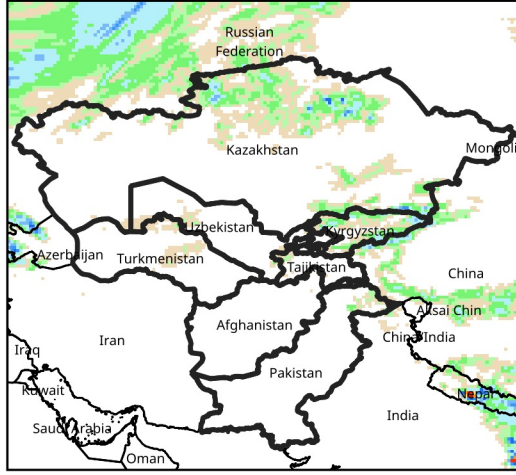 Russian
Federation
Kazakhstan
Mongoli
Uzbekistan
Kyrgyzstan
Azerbaijan
Turkmenistan
Tajikistan
China
Aksai Chin
Afghanistan
China/India
Iran
Iraq
Pakistan
Kuwait
Nepal
India
Saudi Arabia
Oman